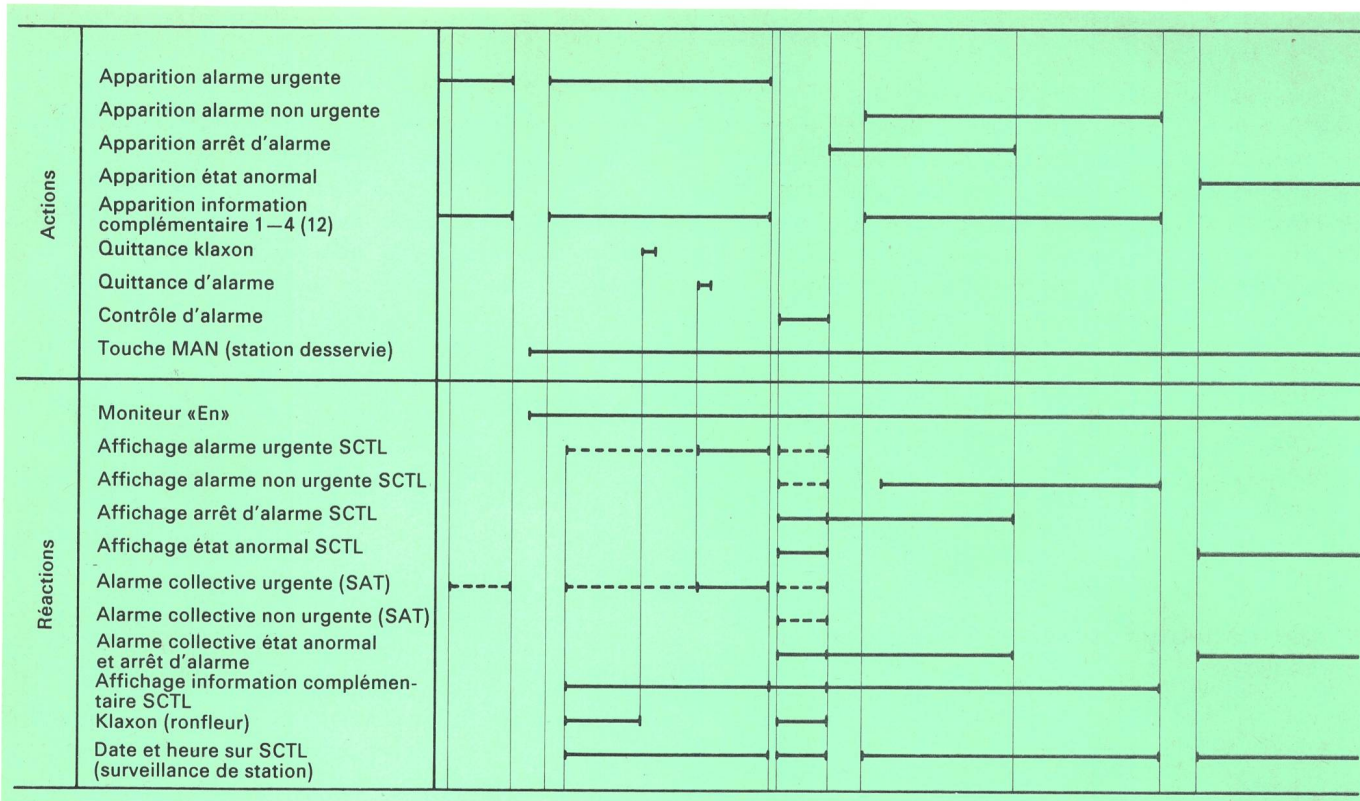 Actions
Apparition alarme urgente
Apparition alarme non urgente
Apparition arrêt d'alarme
Apparition état anormal
Apparition information
complémentaire 1—4 (12)
Quittance klaxon
Quittance d'alarme
Contrôle d'alarme
Touche MAN (station desservie)
Réactions
Moniteur «En»
Affichage alarme urgente SCTL
Affichage alarme non urgente SCTL
Affichage arrêt d'alarme SCTL
Affichage état anormal SCTL
Alarme collective urgente (SAT)
Alarme collective non urgente (SAT)
Alarme collective état anormal
et arrêt d'alarme
Affichage information complémen-
taire SCTL
Klaxon (ronfleur)
Date et heure sur SCTL
(surveillance de station)